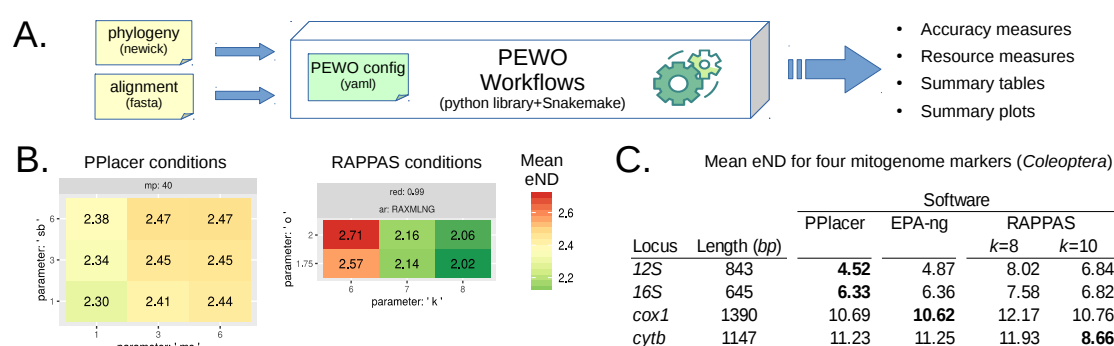 A.
phylogeny
(newick)
alignment
(fasta)
PEWO config
(yaml)
PEWO
Workflows
(python library+Snakemake)
• Accuracy measures
• Resource measures
• Summary tables
• Summary plots
B.
PPlacer conditions
mp: 40
parameter: ' sb '
6 2.38 2.47 2.47
3 2.34 2.45 2.45
1 2.30 2.41 2.44
1 3 6
RAPPAS conditions
red: 0.99
ar: RAXMLNG
parameter: ' o '
2 2.71 2.16 2.06
1.75 2.57 2.14 2.02
6 7 8
parameter: ' k '
Mean
eND
2.6
2.4
2.2
C.
Mean eND for four mitogenome markers (Coleoptera)
Software
PPlacer EPA-ng RAPPAS
Locus Length (bp) k=8 k=10
12S 843 4.52 4.87 8.02 6.84
16S 645 6.33 6.36 7.58 6.82
cox1 1390 10.69 10.62 12.17 10.76
cytb 1147 11.23 11.25 11.93 8.66